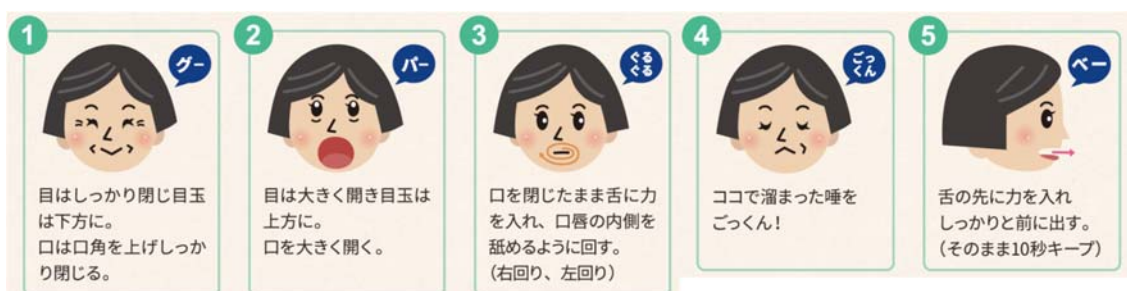 1
グー
目はしっかり閉じ目玉
は下方に。
口は口角を上げしっか
り閉じる。
2
パー
目は大きく開き目玉は
上方に。
口を大きく開く。
3
ぐる
ぐる
口を閉じたまま舌に力
を入れ、口唇の内側を
舐めるように回す。
(右回り、左回り)
4
ごっ
くん
ココで溜まった唾を
ごっくん!
5
べー
舌の先に力を入れ
しっかりと前に出す。
(そのまま10秒キープ)